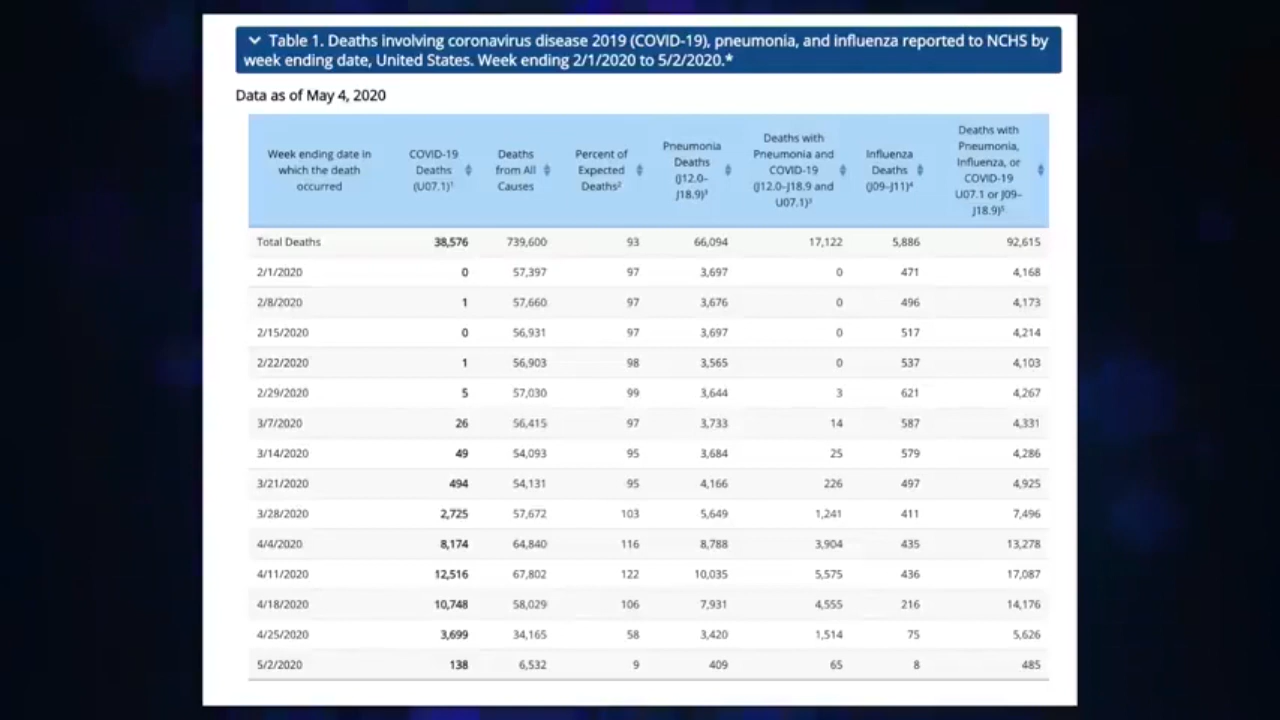 Table 1. Deaths involving coronavirus disease 2019 (COVID-19), pneumonia, and influenza reported to NCHS by
week ending date, United States. Week ending 2/1/2020 to 5/2/2020.*
Data as of May 4, 2020
Week ending date in which the death occurred COVID-19 Deaths (U07.1)¹ Deaths from All Causes Percent of Expected Deaths² Pneumonia Deaths (J12.0–J18.9)³ Deaths with Pneumonia and COVID-19 (J12.0–J18.9 and U07.1)³ Influenza Deaths (J09–J11)⁴ Deaths with Pneumonia, Influenza, or COVID-19 U07.1 or J09–J18.9)⁵
Total Deaths 38,576 739,600 93 66,094 17,122 5,886 92,615
2/1/2020 0 57,397 97 3,697 0 471 4,168
2/8/2020 1 57,660 97 3,676 0 496 4,173
2/15/2020 0 56,931 97 3,697 0 517 4,214
2/22/2020 1 56,903 98 3,565 0 537 4,103
2/29/2020 5 57,030 99 3,644 3 621 4,267
3/7/2020 26 56,415 97 3,733 14 587 4,331
3/14/2020 49 54,093 95 3,684 25 579 4,286
3/21/2020 494 54,131 95 4,166 226 497 4,925
3/28/2020 2,725 57,672 103 5,649 1,241 411 7,496
4/4/2020 8,174 64,840 116 8,788 3,904 435 13,278
4/11/2020 12,516 67,802 122 10,035 5,575 436 17,087
4/18/2020 10,748 58,029 106 7,931 4,555 216 14,176
4/25/2020 3,699 34,165 58 3,420 1,514 75 5,626
5/2/2020 138 6,532 9 409 65 8 485